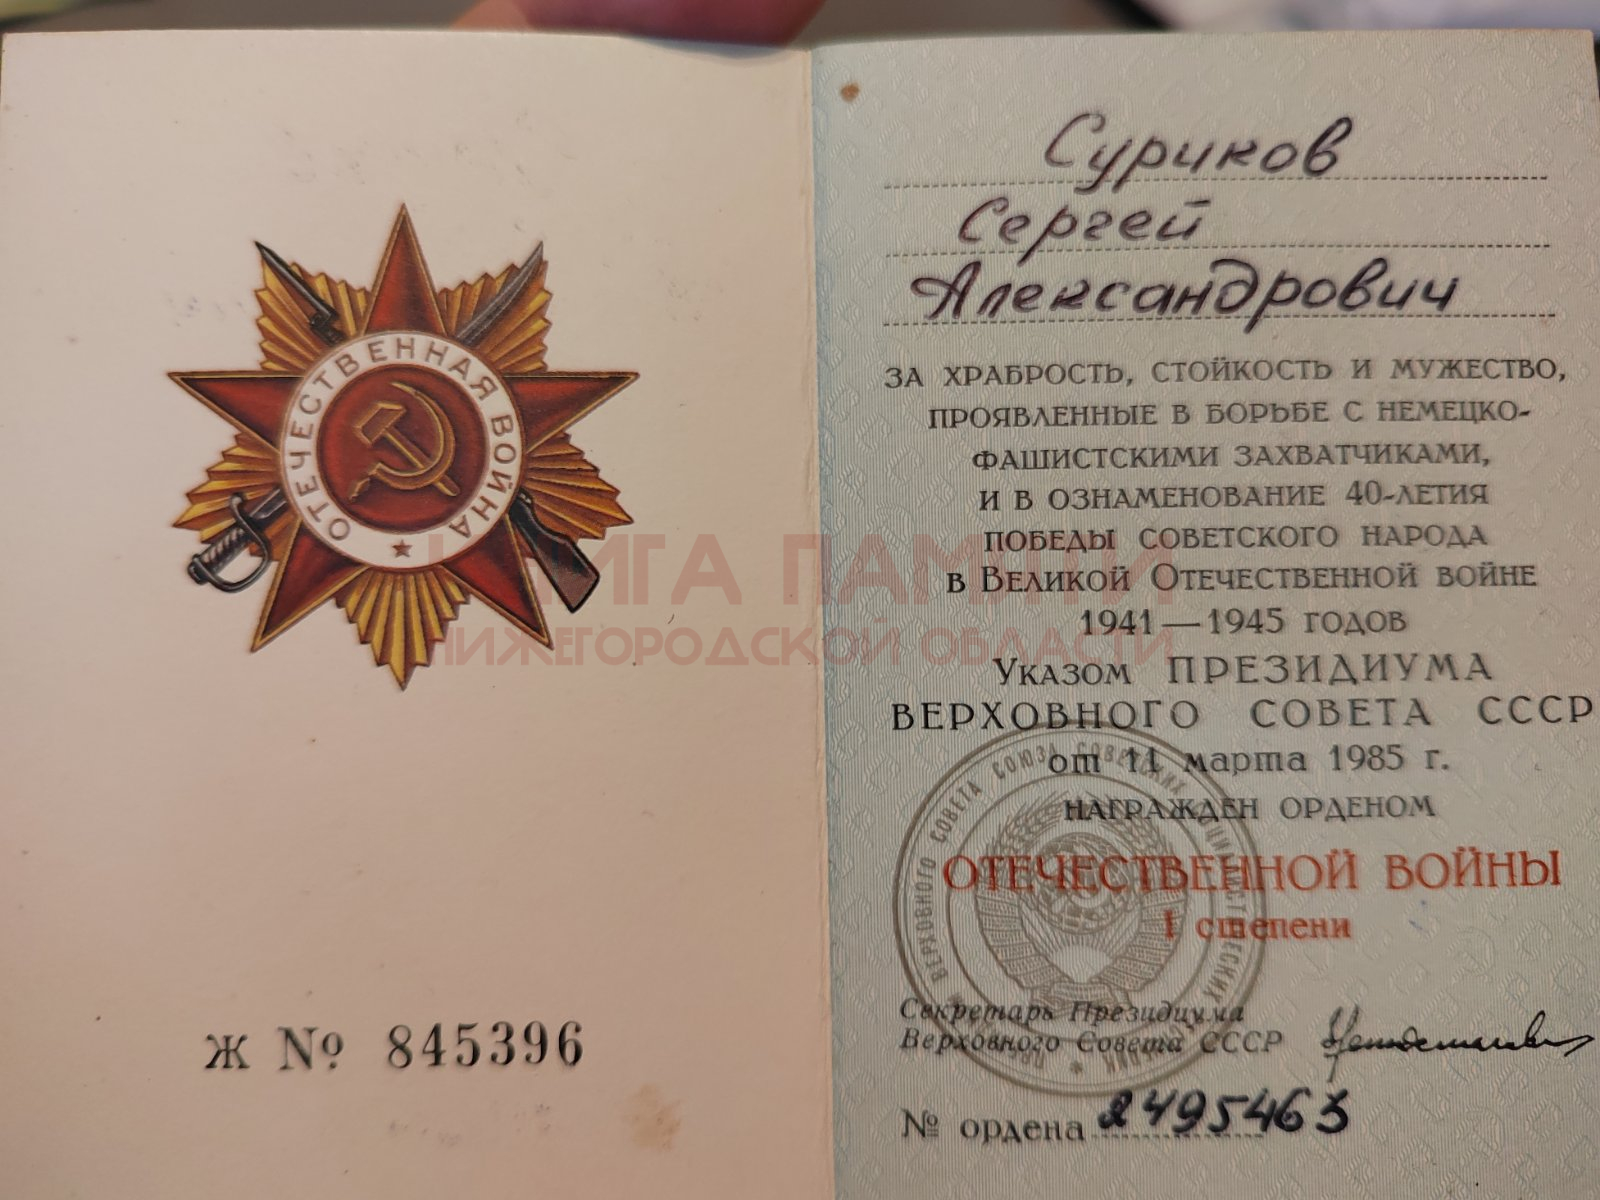 ОТЕЧЕСТВЕННАЯ ВОЙНА
Ж № 845396
Суриков
Сергей
Александрович
ЗА ХРАБРОСТЬ, СТОЙКОСТЬ И МУЖЕСТВО,
ПРОЯВЛЕННЫЕ В БОРЬБЕ С НЕМЕЦКО-
ФАШИСТСКИМИ ЗАХВАТЧИКАМИ,
И В ОЗНАМЕНОВАНИЕ 40-ЛЕТИЯ
ПОБЕДЫ СОВЕТСКОГО НАРОДА
В ВЕЛИКОЙ ОТЕЧЕСТВЕННОЙ ВОЙНЕ
1941—1945 ГОДОВ
УКАЗОМ ПРЕЗИДИУМА
ВЕРХОВНОГО СОВЕТА СССР
от 11 марта 1985 г.
НАГРАЖДЕН ОРДЕНОМ
ОТЕЧЕСТВЕННОЙ ВОЙНЫ
I степени
Секретарь Президиума
Верховного Совета СССР
№ ордена 2495463
КНИГА ПАМЯТИ
НИЖЕГОРОДСКОЙ ОБЛАСТИ